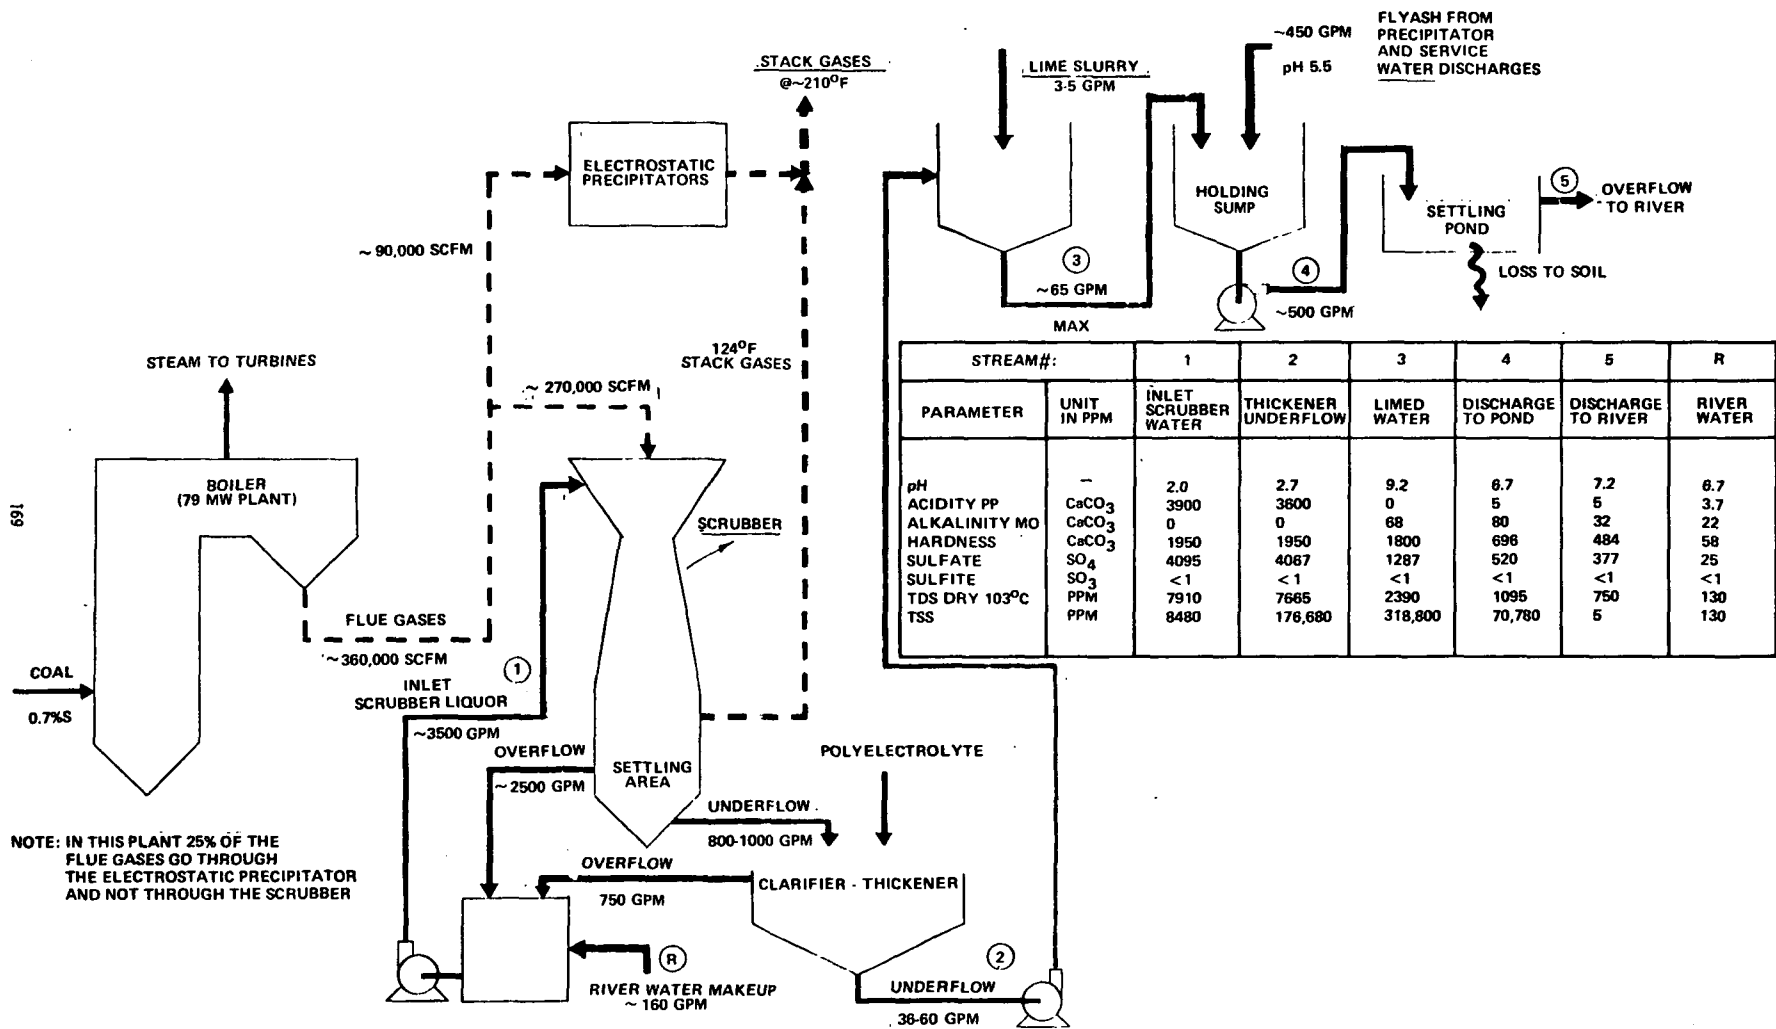 STACK GASES
@~210°F
LIME SLURRY
3-5 GPM
~450 GPM
pH 5.5
FLYASH FROM
PRECIPITATOR
AND SERVICE
WATER DISCHARGES
ELECTROSTATIC
PRECIPITATORS
HOLDING
SUMP
SETTLING
POND
5
OVERFLOW
TO RIVER
LOSS TO SOIL
~ 90,000 SCFM
3
~65 GPM
MAX
4
~500 GPM
124°F
STACK GASES
~ 270,000 SCFM
STEAM TO TURBINES
BOILER
(79 MW PLANT)
SCRUBBER
169
FLUE GASES
~360,000 SCFM
COAL
0.7%S
1
INLET
SCRUBBER LIQUOR
~3500 GPM
OVERFLOW
~2500 GPM
SETTLING
AREA
UNDERFLOW
800-1000 GPM
POLYELECTROLYTE
NOTE: IN THIS PLANT 25% OF THE
FLUE GASES GO THROUGH
THE ELECTROSTATIC PRECIPITATOR
AND NOT THROUGH THE SCRUBBER
OVERFLOW
750 GPM
CLARIFIER - THICKENER
R
RIVER WATER MAKEUP
~ 160 GPM
2
UNDERFLOW
36-60 GPM
STREAM#: 1 2 3 4 5 R
PARAMETER UNIT IN PPM INLET SCRUBBER WATER THICKENER UNDERFLOW LIMED WATER DISCHARGE TO POND DISCHARGE TO RIVER RIVER WATER
pH – 2.0 2.7 9.2 6.7 7.2 6.7
ACIDITY PP CaCO3 3900 3600 0 5 5 3.7
ALKALINITY MO CaCO3 0 0 68 80 32 22
HARDNESS CaCO3 1950 1950 1800 696 484 58
SULFATE SO4 4095 4067 1287 520 377 25
SULFITE SO3 <1 <1 <1 <1 <1 <1
TDS DRY 103°C PPM 7910 7665 2390 1095 750 130
TSS PPM 8480 176,680 318,800 70,780 5 130